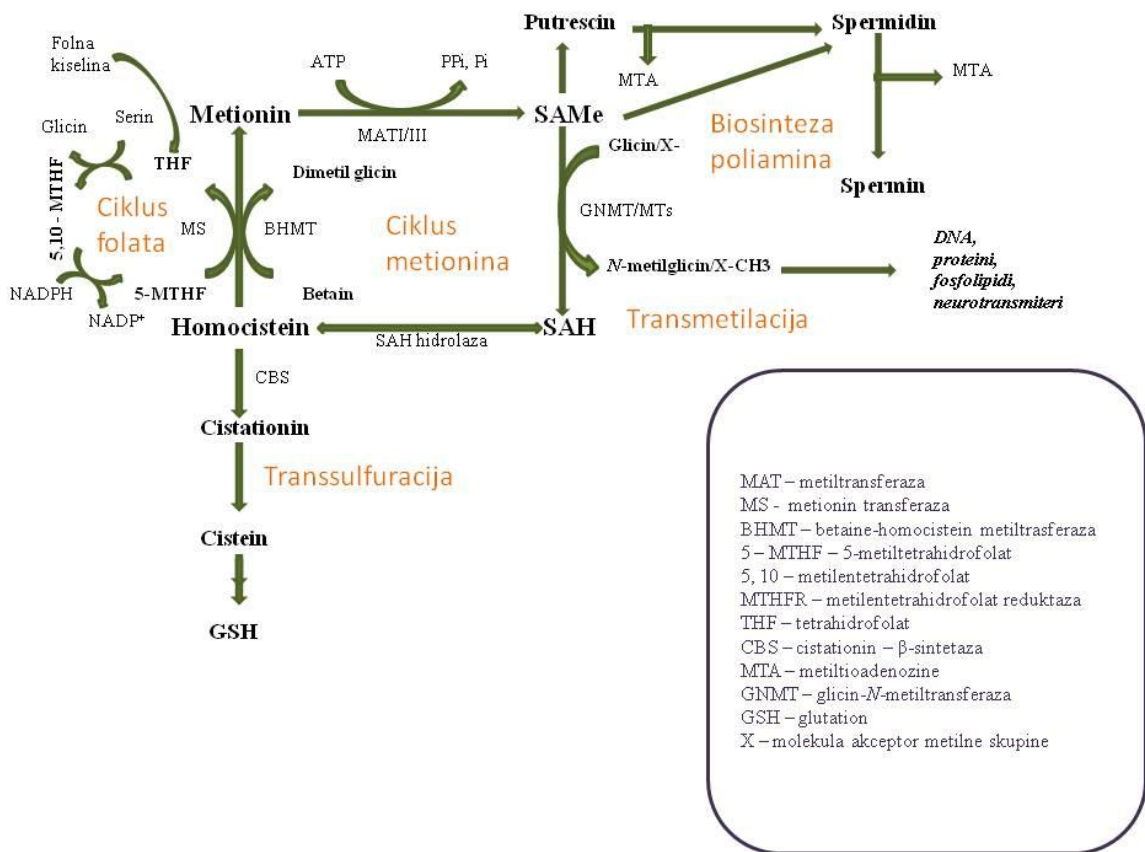 Putrescin
Spermidin
Folna
kiselina
ATP
PPi, Pi
MTA
MTA
Metionin
SAMe
MATI/III
Glicin
Serin
THF
Glicin/X-
Biosinteza
poliamina
Dimetil glicin
Spermin
5,10 - MTHF
Ciklus
folata
MS
BHMT
Ciklus
metionina
GNMT/MTs
DNA,
proteini,
fosfolipidi,
neurotransmiteri
N-metilglicin/X-CH3
NADPH
5-MTHF
Betain
NADP+
Homocistein
SAH
Transmetilacija
SAH hidrolaza
CBS
Cistationin
Transsulfuracija
Cistein
GSH
MAT – metiltransferaza
MS - metionin transferaza
BHMT – betaine-homocistein metiltrasferaza
5 – MTHF – 5-metiltetrahidrofolat
5, 10 – metilentetrahidrofolat
MTHFR – metilentetrahidrofolat reduktaza
THF – tetrahidrofolat
CBS – cistationin – β-sintetaza
MTA – metiltioadenozine
GNMT – glicin-N-metiltransferaza
GSH – glutation
X – molekula akceptor metilne skupine